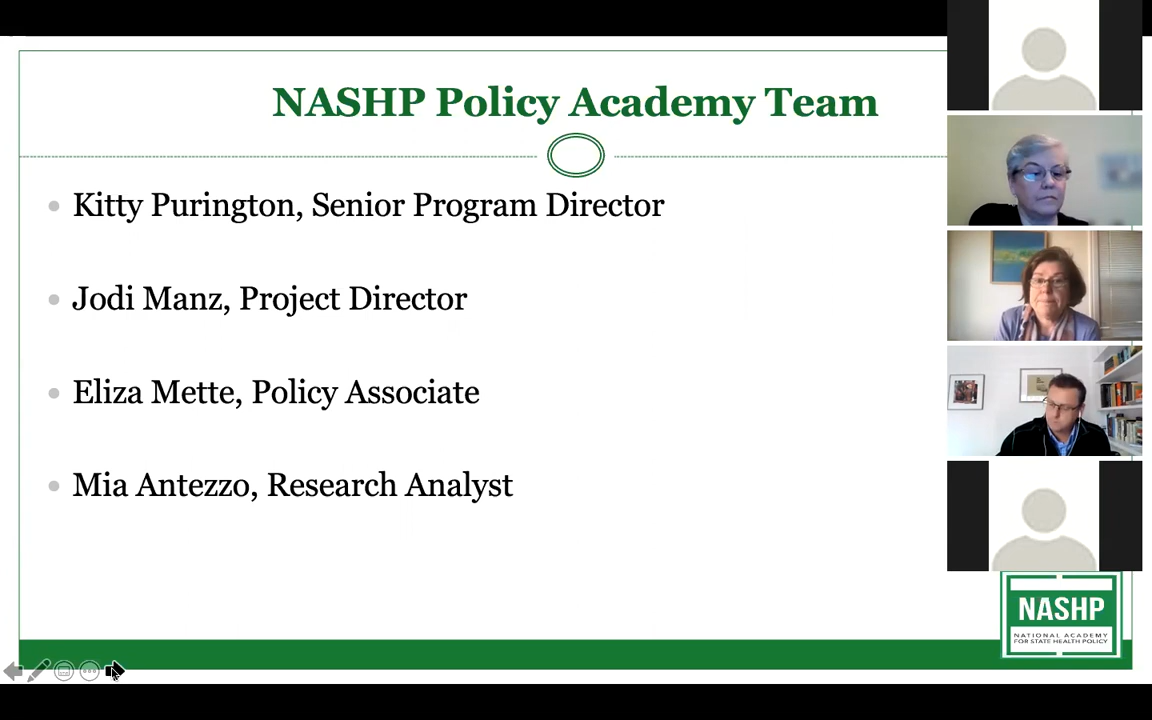 NASHP Policy Academy Team
Kitty Purington, Senior Program Director
Jodi Manz, Project Director
Eliza Mette, Policy Associate
Mia Antezzo, Research Analyst
NASHP
NATIONAL ACADEMY
FOR STATE HEALTH POLICY